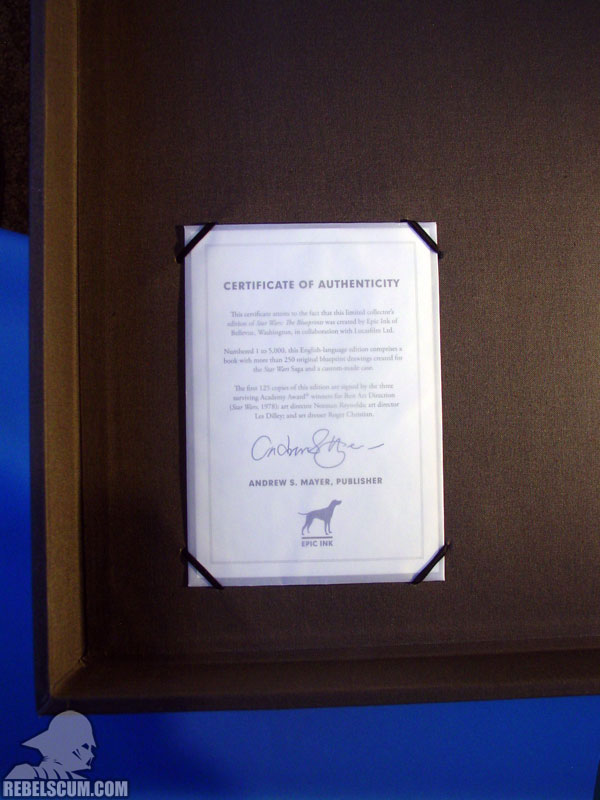 CERTIFICATE OF AUTHENTICITY
This certificate attests to the fact that this limited collector's
edition of Star Wars: The Blueprints was created by Epic Ink of
Bellevue, Washington, in collaboration with Lucasfilm Ltd.
Numbered 1 to 5,000, this English-language edition comprises a
book with more than 250 original blueprint drawings created for
the Star Wars Saga and a custom-made case.
The first 125 copies of this edition are signed by the three
surviving Academy Award® winners for Best Art Direction
(Star Wars, 1978): art director Norman Reynolds; art director
Les Dilley; and set dresser Roger Christian.
ANDREW S. MAYER, PUBLISHER
EPIC INK
REBELSCUM.COM